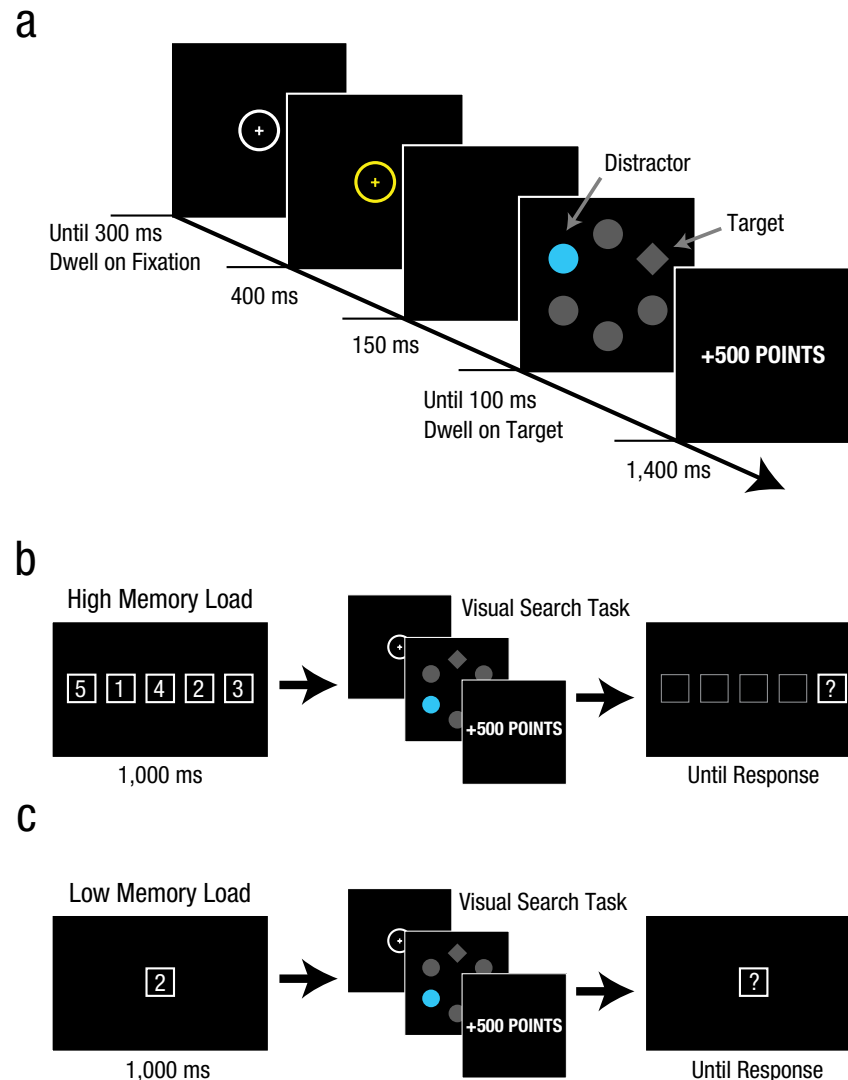 a
Distractor
Target
Until 300 ms
Dwell on Fixation
400 ms
150 ms
+500 POINTS
Until 100 ms
Dwell on Target
1,400 ms
b
High Memory Load
Visual Search Task
5 1 4 2 3
+500 POINTS
?
1,000 ms
Until Response
c
Low Memory Load
Visual Search Task
2
+500 POINTS
?
1,000 ms
Until Response